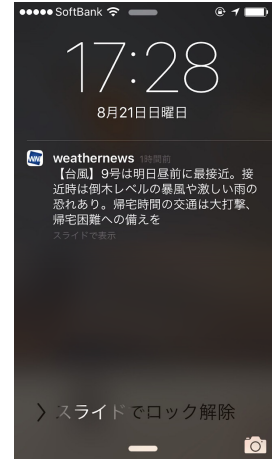 SoftBank
17:28
8月21日日曜日
weathernews 1時間前
【台風】9号は明日昼前に最接近。接
近時は倒木レベルの暴風や激しい雨の
恐れあり。帰宅時間の交通は大打撃、
帰宅困難への備えを
スライドで表示
スライドでロック解除